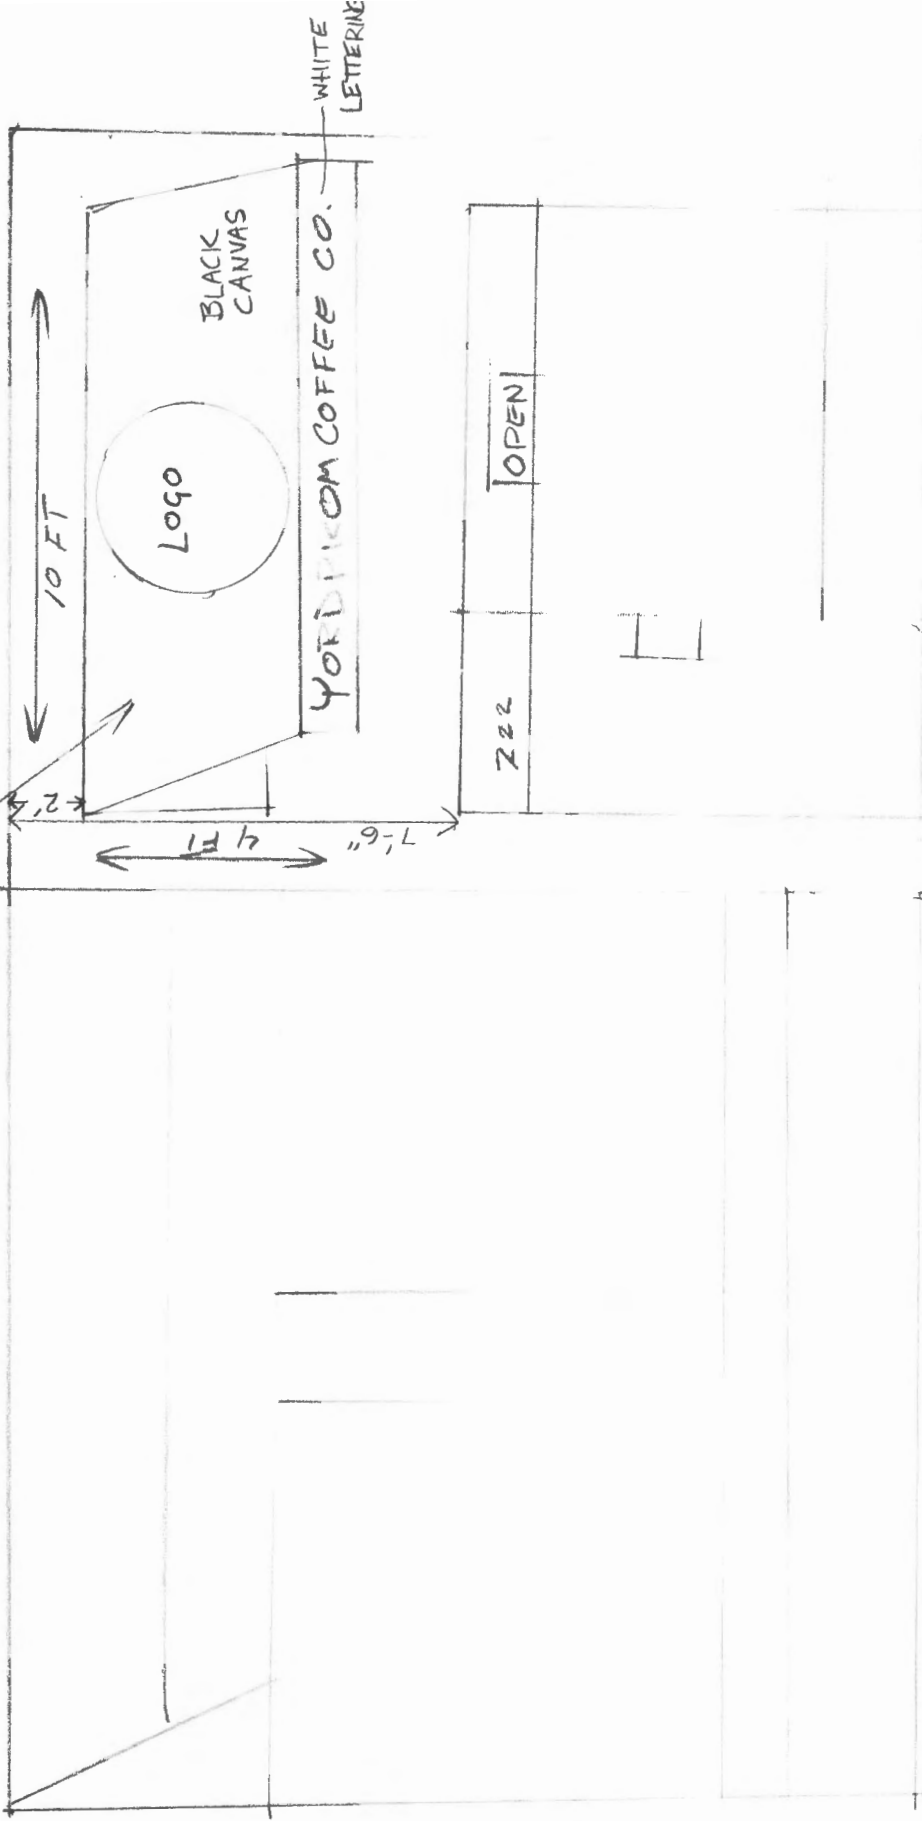 10 FT
2'
BLACK
CANVAS
LOGO
WHITE
LETTERING
COFFEE CO.
4 FT
7'-6"
222
OPEN